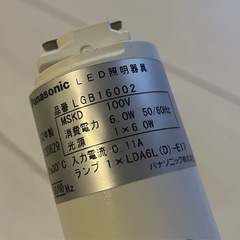 Panasonic LED照明器具
品番 LGB16002
MSKD 100V
消費電力 6.0W 50/60Hz
光源 1×6.0W
入力電流 0.11A
ランプ 1×LDA6L(D)-E17
パナソニック株式